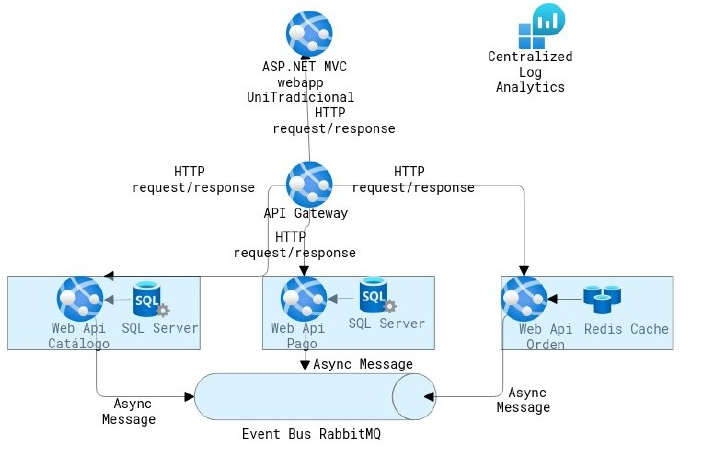 ASP.NET MVC
webapp
UniTradicional
Centralized
Log
Analytics
HTTP
request/response
HTTP
request/response
HTTP
request/response
API Gateway
HTTP
request/response
SQL
Web Api
Catálogo
SQL Server
SQL
Web Api
Pago
SQL Server
Web Api
Orden
Redis Cache
Async Message
Async
Message
Async
Message
Event Bus RabbitMQ